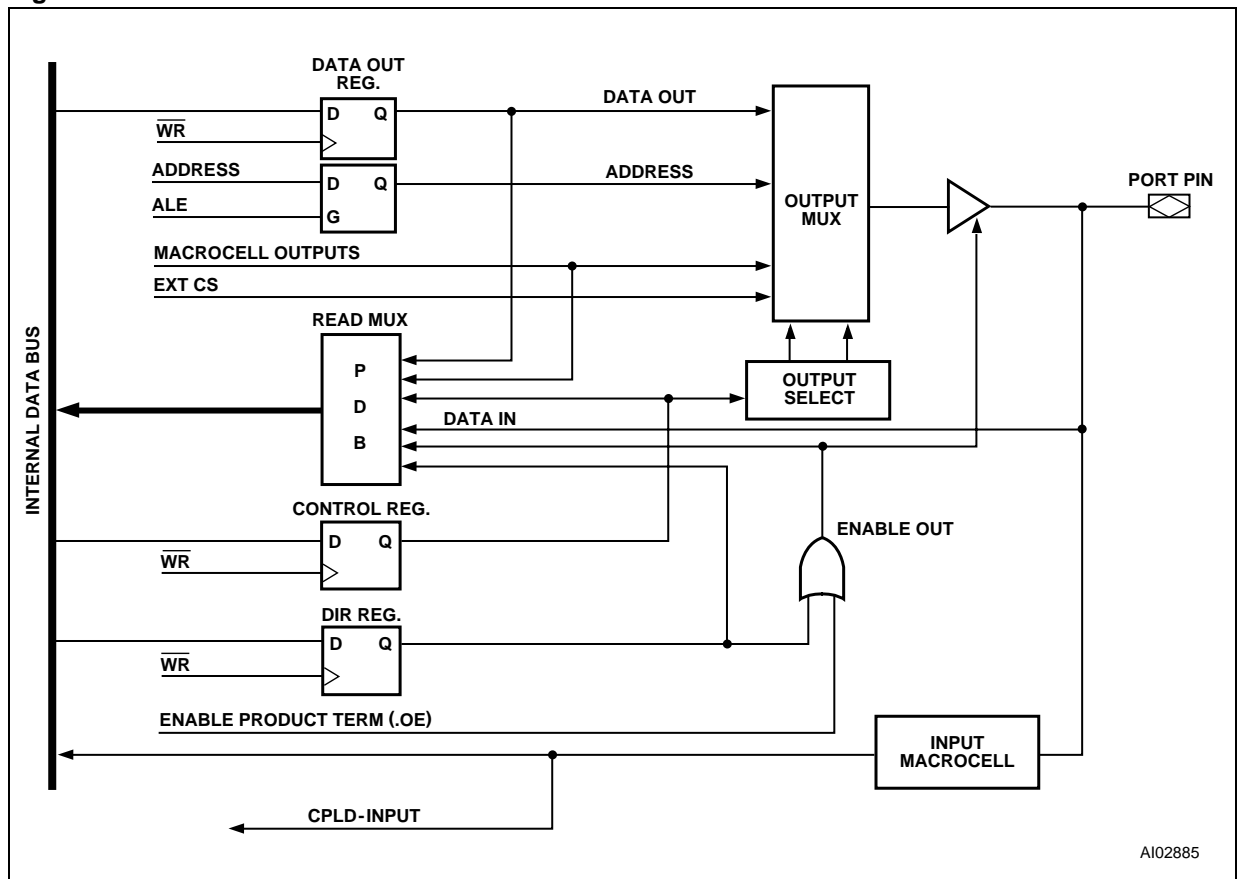 DATA OUT
REG.
D Q
WR
DATA OUT
ADDRESS
D Q
ADDRESS
ALE
G
OUTPUT
MUX
PORT PIN
MACROCELL OUTPUTS
EXT CS
READ MUX
P
D
B
OUTPUT
SELECT
DATA IN
INTERNAL DATA BUS
CONTROL REG.
D Q
WR
ENABLE OUT
DIR REG.
D Q
WR
ENABLE PRODUCT TERM (.OE)
INPUT
MACROCELL
CPLD-INPUT
AI02885